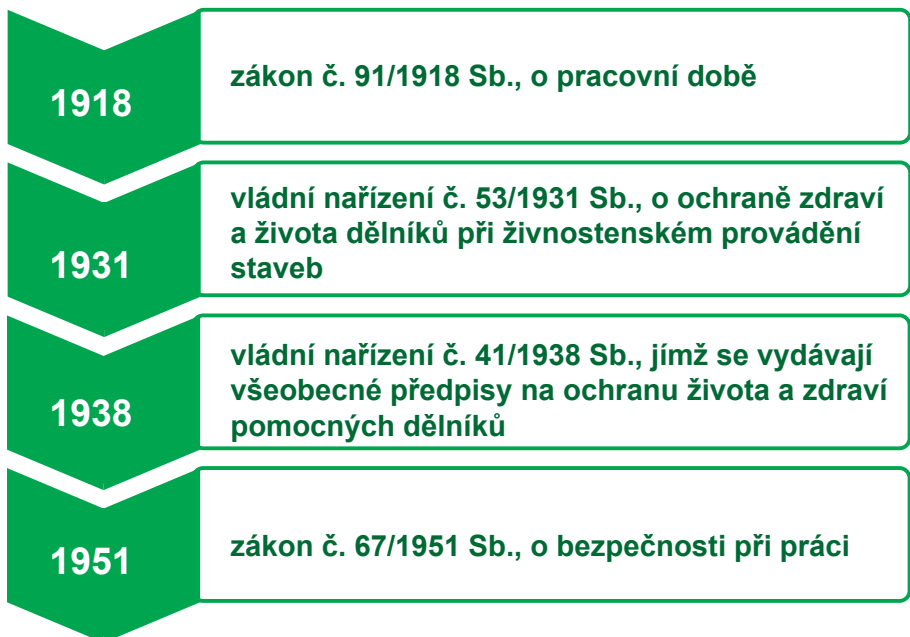 1918
zákon č. 91/1918 Sb., o pracovní době
1931
vládní nařízení č. 53/1931 Sb., o ochraně zdraví
a života dělníků při živnostenském provádění
staveb
1938
vládní nařízení č. 41/1938 Sb., jímž se vydávají
všeobecné předpisy na ochranu života a zdraví
pomocných dělníků
1951
zákon č. 67/1951 Sb., o bezpečnosti při práci